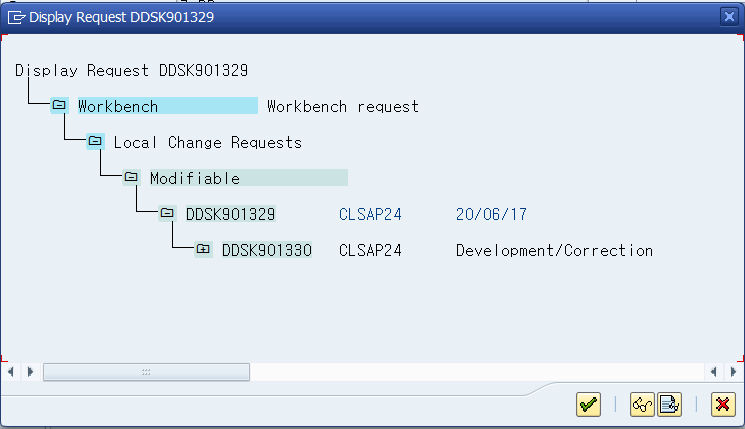 Display Request DDSK901329
Display Request DDSK901329
Workbench Workbench request
Local Change Requests
Modifiable
DDSK901329 CLSAP24 20/06/17
DDSK901330 CLSAP24 Development/Correction